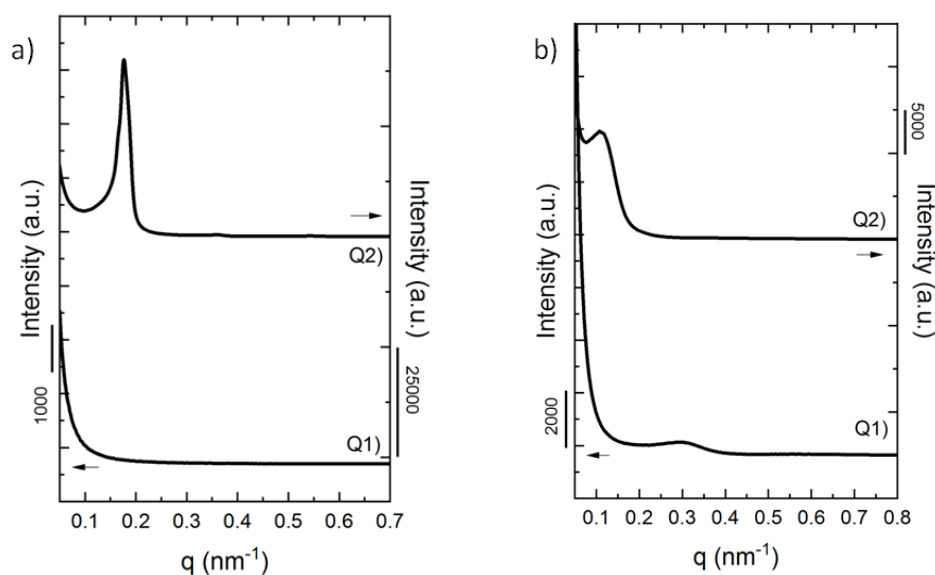 a)
Intensity (a.u.)
1000
Q2)
Q1)
Intensity (a.u.)
25000
0.1 0.2 0.3 0.4 0.5 0.6 0.7
q (nm⁻¹)
b)
Intensity (a.u.)
2000
Q2)
Q1)
5000
Intensity (a.u.)
0.1 0.2 0.3 0.4 0.5 0.6 0.7 0.8
q (nm⁻¹)